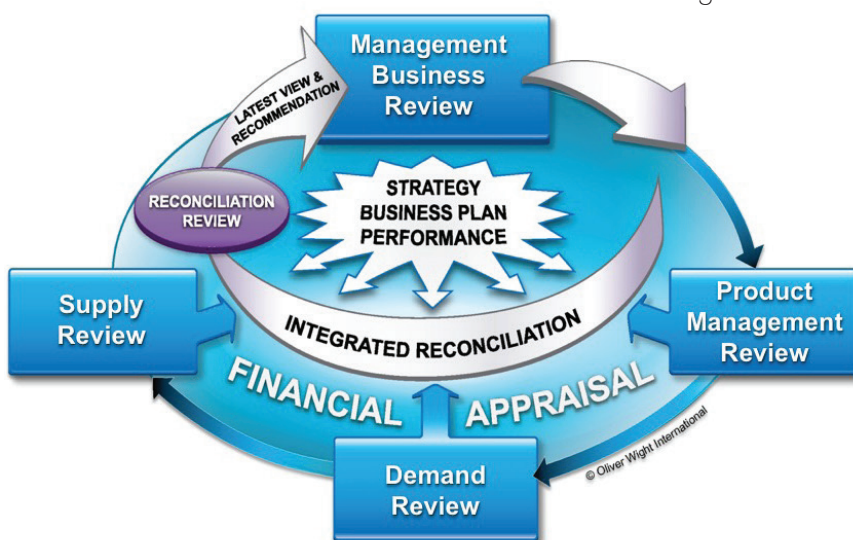 Management
Business
Review
LATEST VIEW &
RECOMMENDATION
RECONCILIATION
REVIEW
STRATEGY
BUSINESS PLAN
PERFORMANCE
Supply
Review
Product
Management
Review
INTEGRATED RECONCILIATION
FINANCIAL APPRAISAL
Demand
Review
© Oliver Wight International